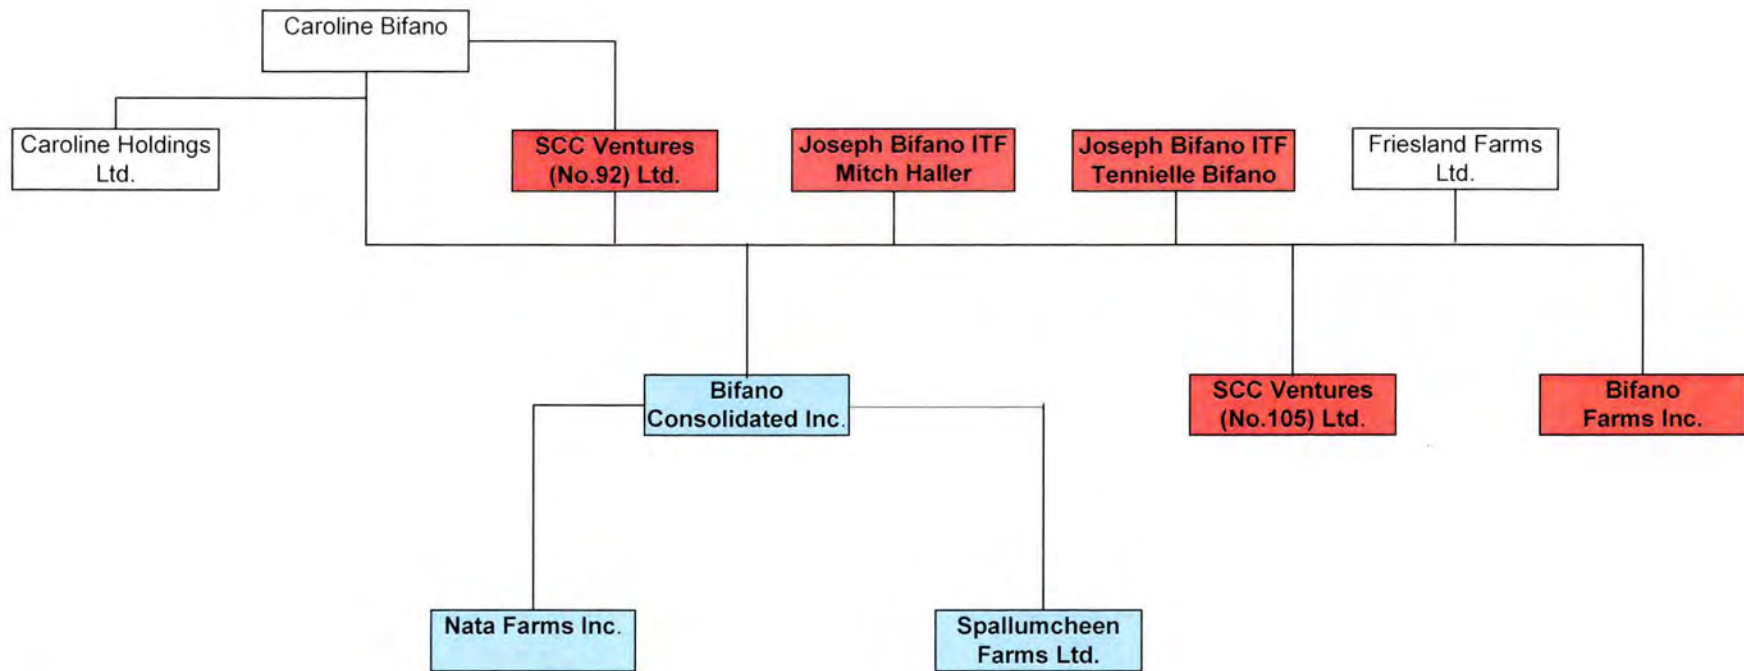 Caroline Bifano
Caroline Holdings
Ltd.
SCC Ventures
(No.92) Ltd.
Joseph Bifano ITF
Mitch Haller
Joseph Bifano ITF
Tennielle Bifano
Friesland Farms
Ltd.
Bifano
Consolidated Inc.
SCC Ventures
(No.105) Ltd.
Bifano
Farms Inc.
Nata Farms Inc.
Spallumcheen
Farms Ltd.